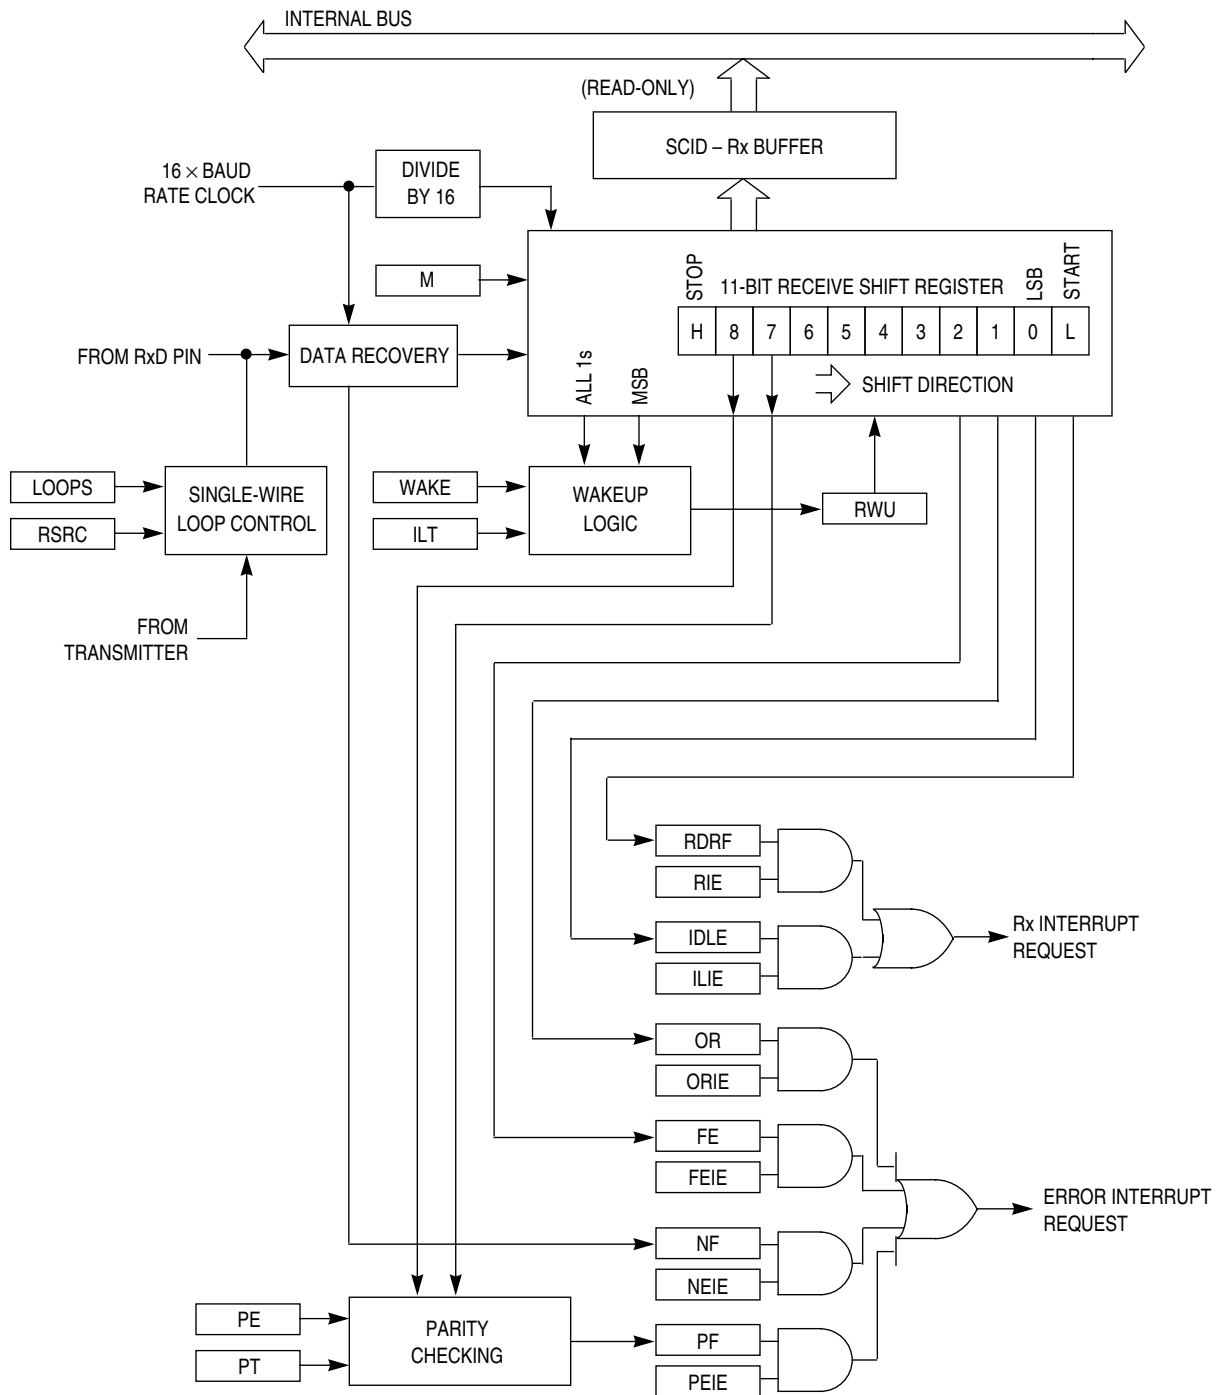 INTERNAL BUS
(READ-ONLY)
SCID – Rx BUFFER
16 × BAUD
RATE CLOCK
DIVIDE
BY 16
M
STOP
11-BIT RECEIVE SHIFT REGISTER
LSB
START
H 8 7 6 5 4 3 2 1 0 L
FROM RxD PIN
DATA RECOVERY
ALL 1s
MSB
SHIFT DIRECTION
LOOPS
RSRC
SINGLE-WIRE
LOOP CONTROL
WAKE
ILT
WAKEUP
LOGIC
RWU
FROM
TRANSMITTER
RDRF
RIE
IDLE
ILIE
Rx INTERRUPT
REQUEST
OR
ORIE
FE
FEIE
ERROR INTERRUPT
REQUEST
NF
NEIE
PE
PT
PARITY
CHECKING
PF
PEIE